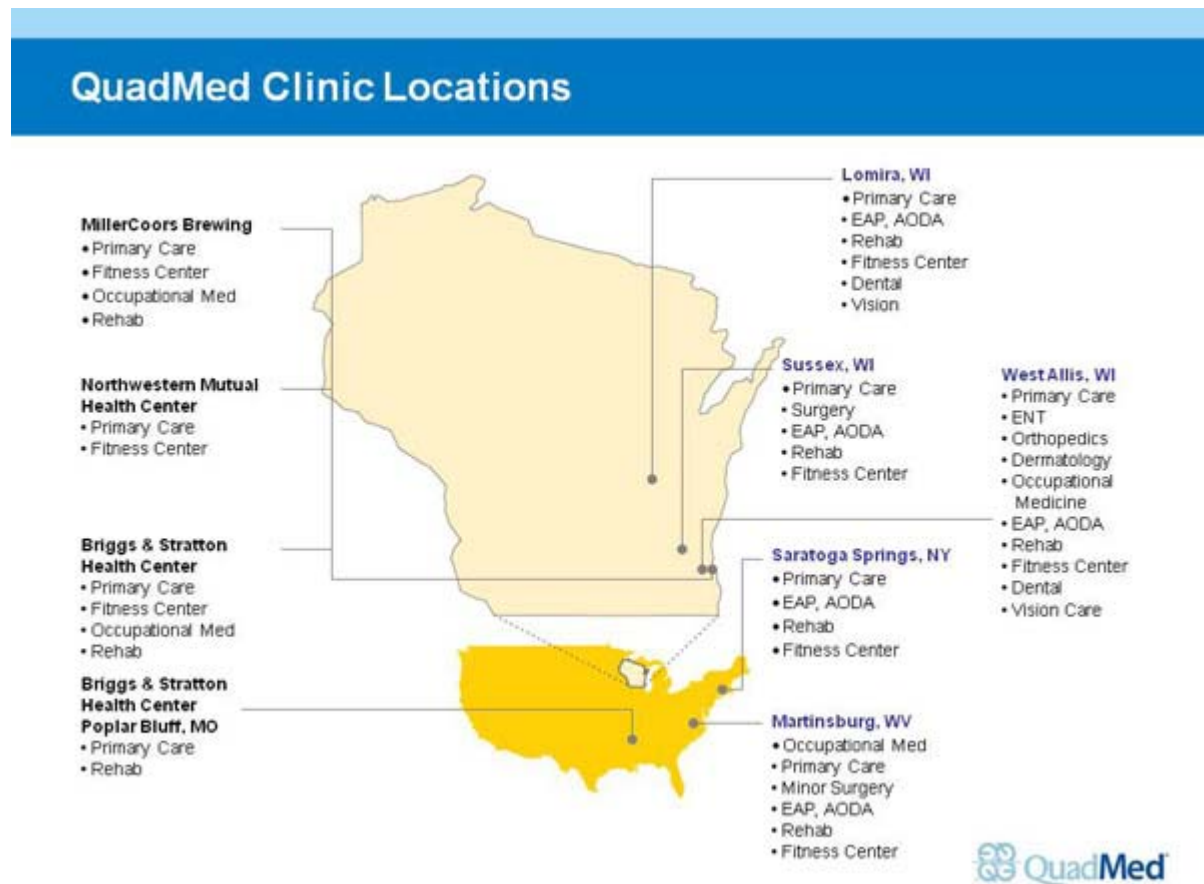 QuadMed Clinic Locations
MillerCoors Brewing
• Primary Care
• Fitness Center
• Occupational Med
• Rehab
Northwestern Mutual
Health Center
• Primary Care
• Fitness Center
Briggs & Stratton
Health Center
• Primary Care
• Fitness Center
• Occupational Med
• Rehab
Briggs & Stratton
Health Center
Poplar Bluff, MO
• Primary Care
• Rehab
Lomira, WI
• Primary Care
• EAP, AODA
• Rehab
• Fitness Center
• Dental
• Vision
Sussex, WI
• Primary Care
• Surgery
• EAP, AODA
• Rehab
• Fitness Center
West Allis, WI
• Primary Care
• ENT
• Orthopedics
• Dermatology
• Occupational
Medicine
• EAP, AODA
• Rehab
• Fitness Center
• Dental
• Vision Care
Saratoga Springs, NY
• Primary Care
• EAP, AODA
• Rehab
• Fitness Center
Martinsburg, WV
• Occupational Med
• Primary Care
• Minor Surgery
• EAP, AODA
• Rehab
• Fitness Center
QuadMed